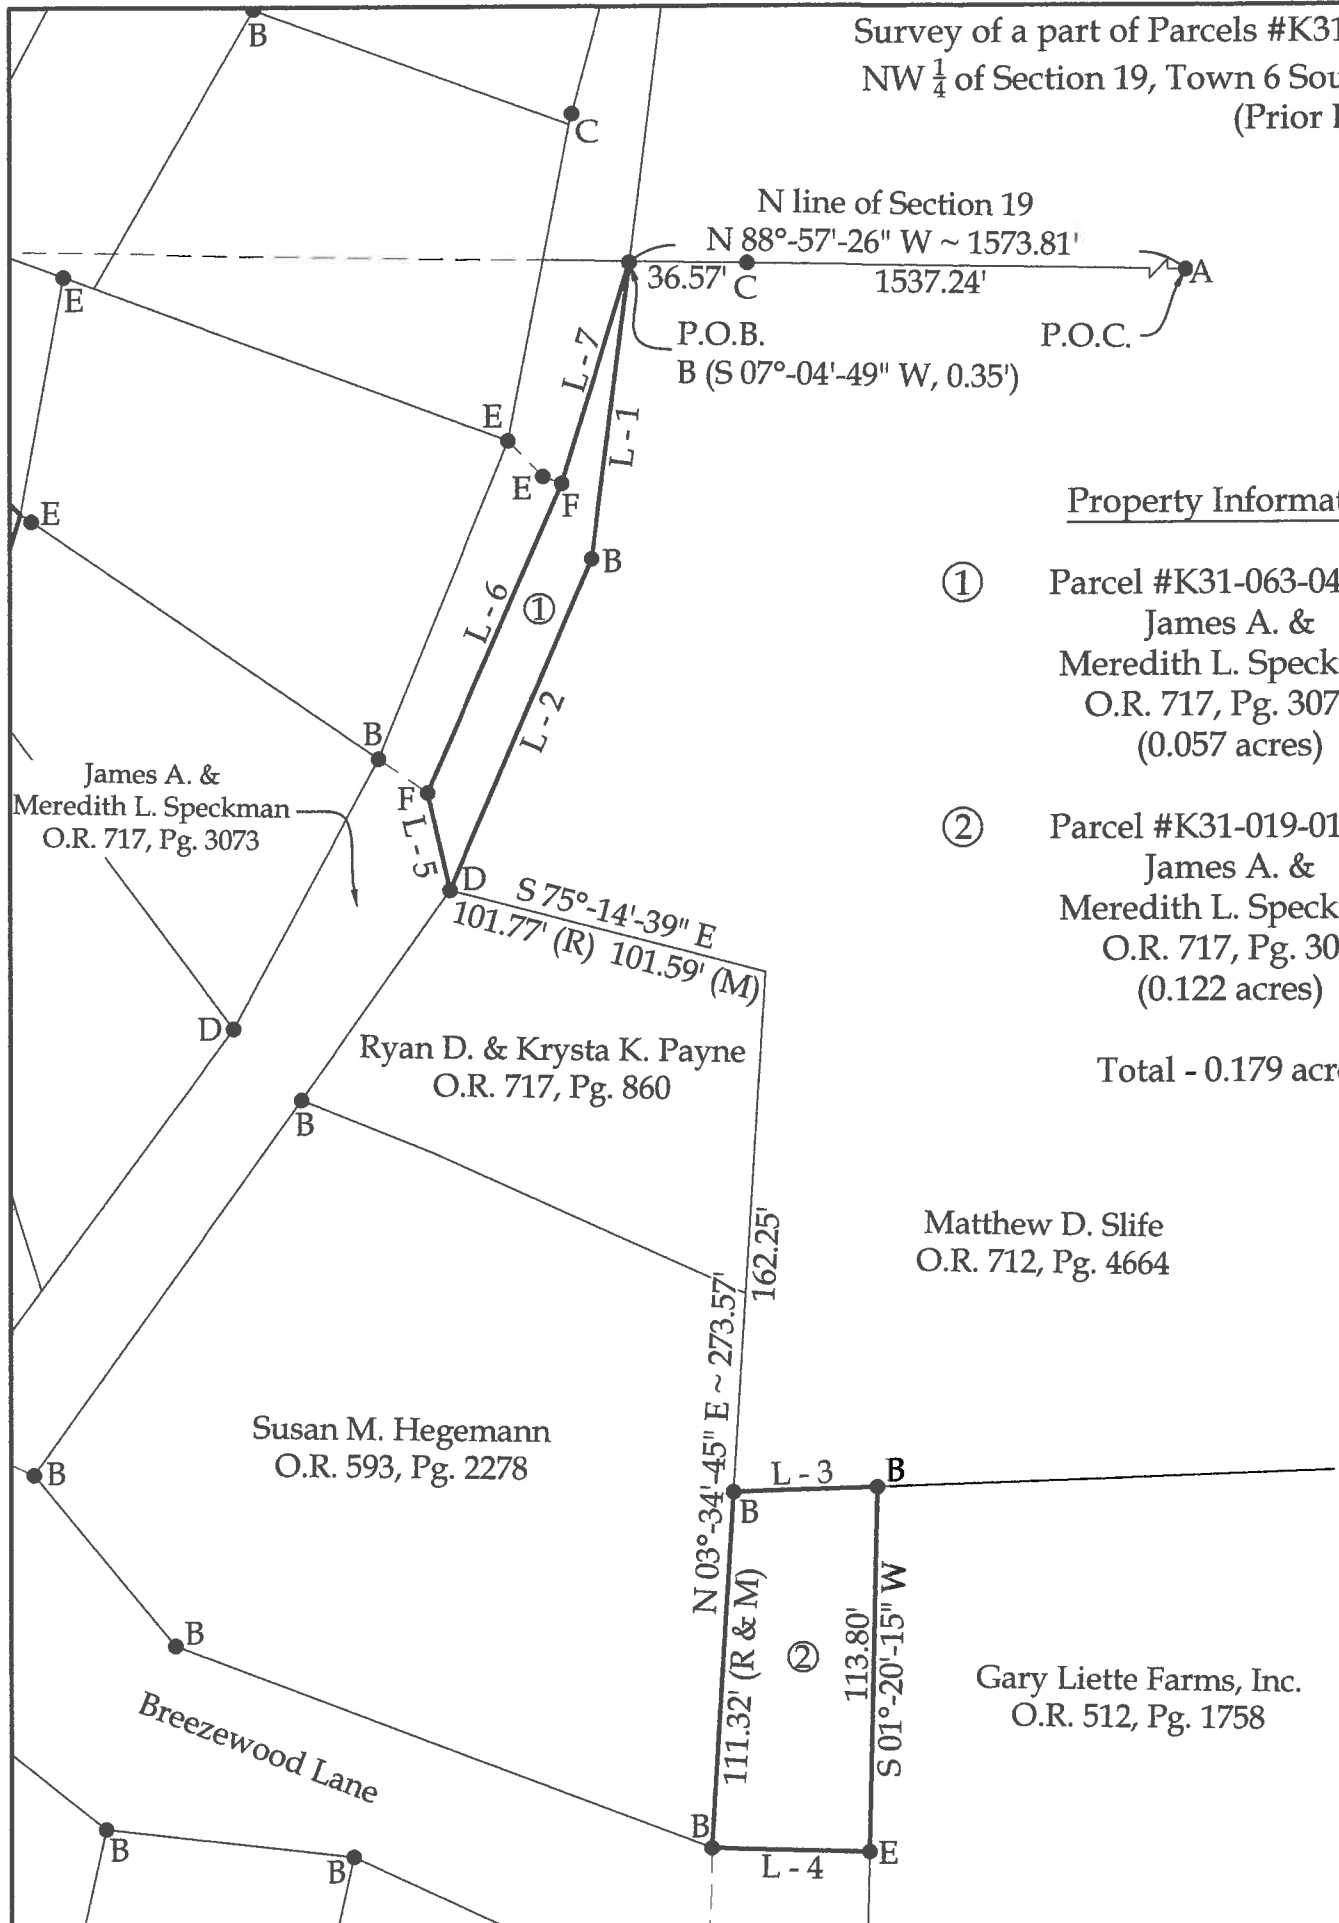 Survey of a part of Parcels #K31
NW 1/4 of Section 19, Town 6 Sou
(Prior
B
C
N line of Section 19
N 88°-57'-26" W ~ 1573.81'
36.57'
C
1537.24'
A
P.O.B.
B (S 07°-04'-49" W, 0.35')
P.O.C.
E
L - 7
L - 1
E
E
F
E
B
Property Informa
① Parcel #K31-063-04
James A. &
Meredith L. Speck
O.R. 717, Pg. 307
(0.057 acres)
L - 6
①
L - 2
B
James A. &
Meredith L. Speckman
O.R. 717, Pg. 3073
F
L - 5
D
② Parcel #K31-019-01
James A. &
Meredith L. Speck
O.R. 717, Pg. 30
(0.122 acres)
S 75°-14'-39" E
101.77' (R) 101.59' (M)
D
Ryan D. & Krysta K. Payne
O.R. 717, Pg. 860
Total - 0.179 acr
B
162.25'
N 03°-34'-45" E ~ 273.57'
Matthew D. Slife
O.R. 712, Pg. 4664
Susan M. Hegemann
O.R. 593, Pg. 2278
B
L - 3
B
B
111.32' (R & M)
②
113.80'
S 01°-20'-15" W
B
Gary Liette Farms, Inc.
O.R. 512, Pg. 1758
Breezewood Lane
B
L - 4
E
B
B